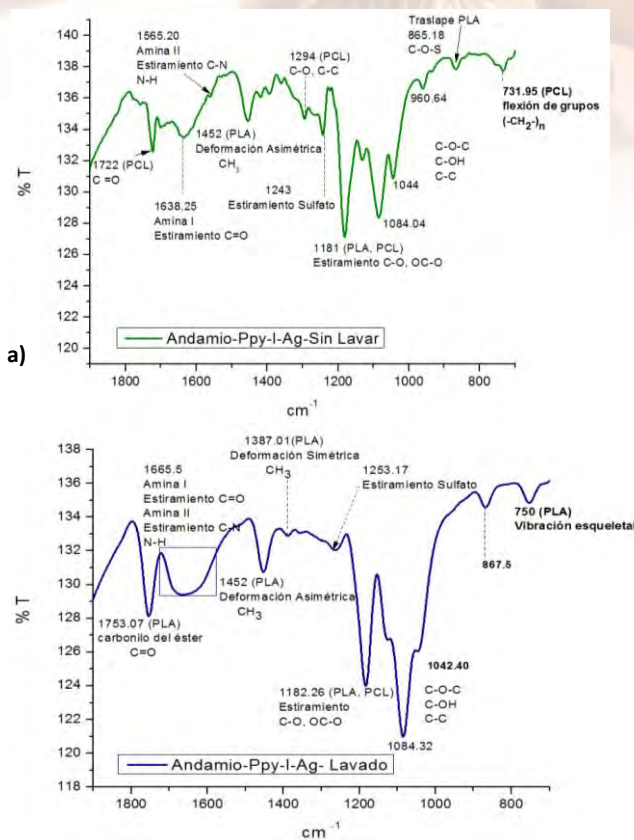 Traslape PLA
140
1565.20
Amina II
Estiramiento C-N
N-H
1294 (PCL)
C-O, C-C
865.18
C-O-S
138
136
134
132
130
128
126
124
122
120
% T
960.64
731.95 (PCL)
flexión de grupos
(-CH2-)n
1452 (PLA)
Deformación Asimétrica
CH3
1722 (PCL)
C =O
1243
Estiramiento Sulfato
C-O-C
C-OH
C-C
1044
1638.25
Amina I
Estiramiento C=O
1084.04
1181 (PLA, PCL)
Estiramiento C-O, OC-O
Andamio-Ppy-I-Ag-Sin Lavar
a)
1800 1600 1400 1200 1000 800
cm-1
138
136
134
132
130
128
126
124
122
120
118
% T
1387.01(PLA)
Deformación Simétrica
CH3
1665.5
Amina I
Estiramiento C=O
Amina II
Estiramiento C-N
N-H
1253.17
Estiramiento Sulfato
750 (PLA)
Vibración esqueletal
867.5
1452 (PLA)
Deformación Asimétrica
CH3
1753.07 (PLA)
carbonilo del éster
C=O
1042.40
C-O-C
C-OH
C-C
1182.26 (PLA, PCL)
Estiramiento
C-O, OC-O
1084.32
Andamio-Ppy-I-Ag- Lavado
1800 1600 1400 1200 1000 800
cm-1